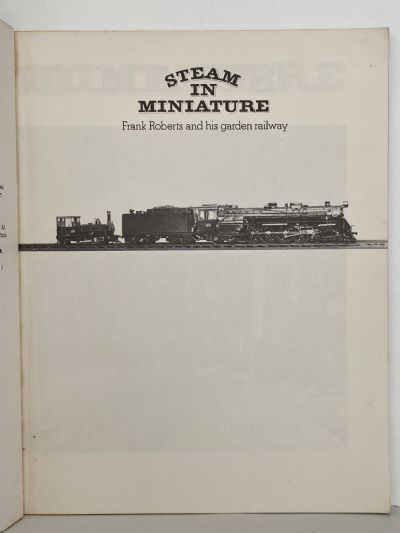 STEAM
IN
MINIATURE
Frank Roberts and his garden railway